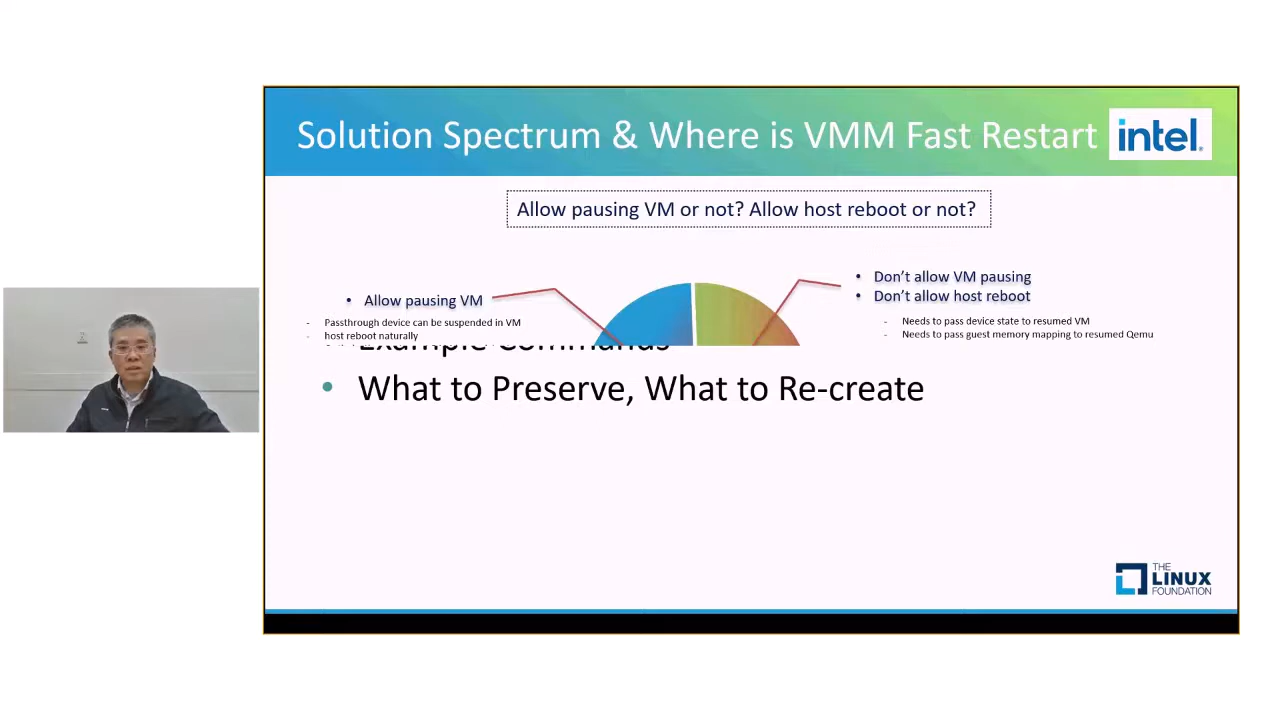 Solution Spectrum & Where is VMM Fast Restart
intel.
Allow pausing VM or not? Allow host reboot or not?
• Allow pausing VM
- Passthrough device can be suspended in VM
- host reboot naturally
• Don’t allow VM pausing
• Don’t allow host reboot
- Needs to pass device state to resumed VM
- Needs to pass guest memory mapping to resumed Qemu
Example Commands
• What to Preserve, What to Re-create
THE
LINUX
FOUNDATION